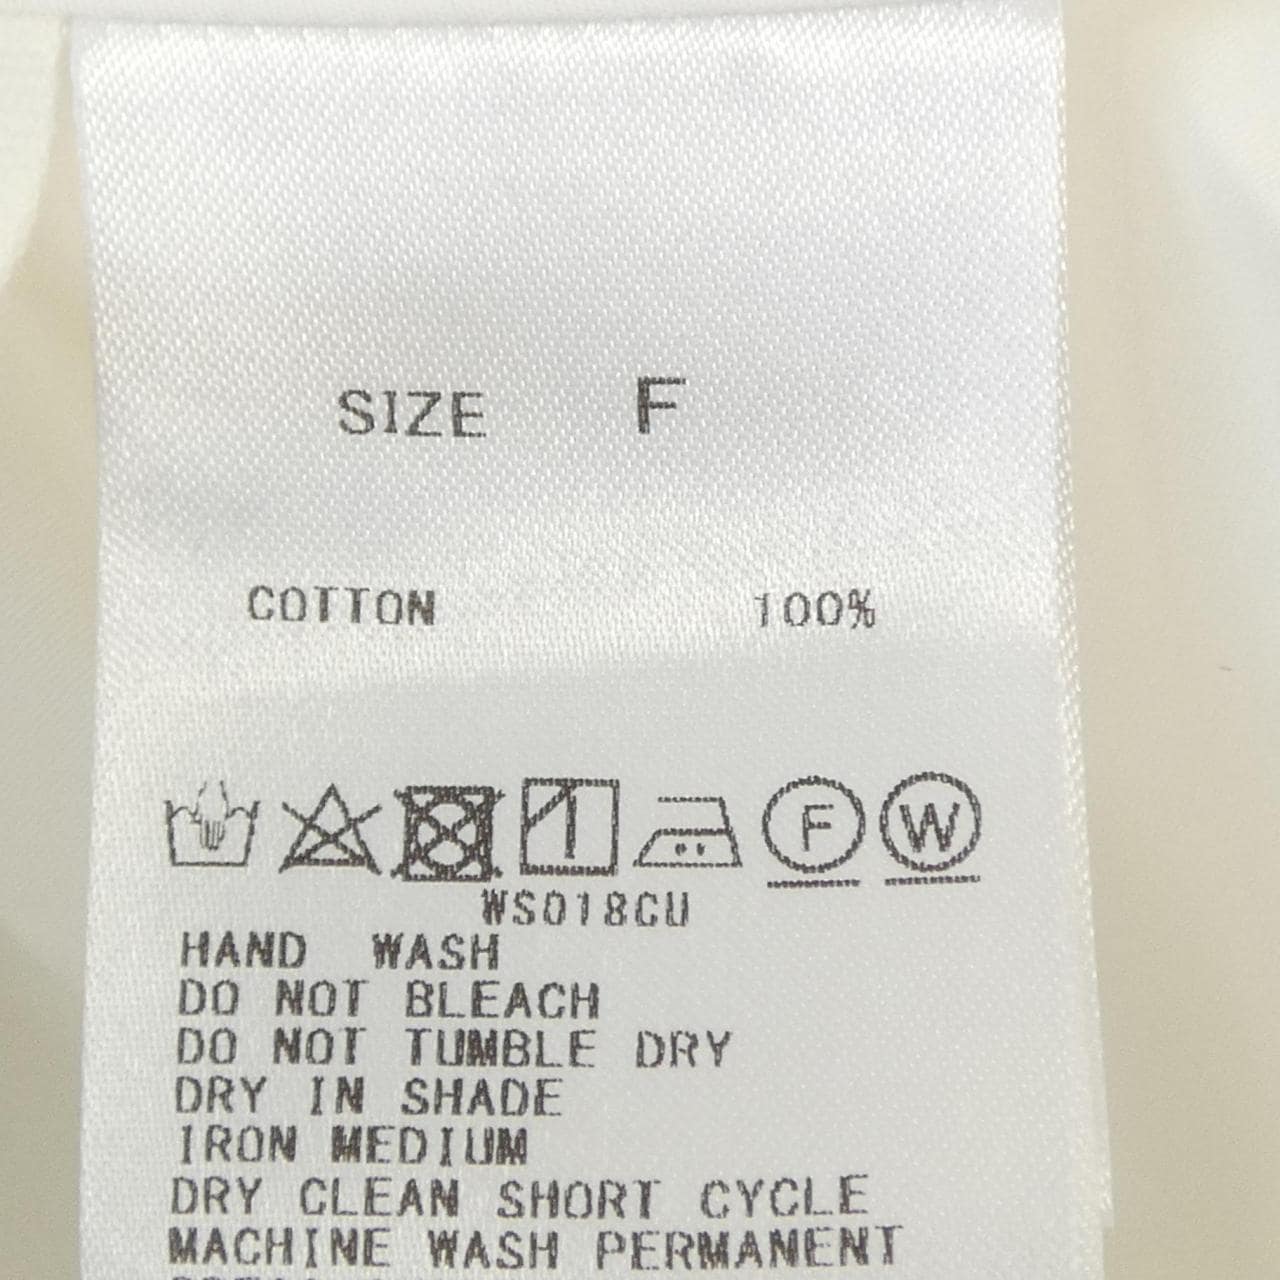 SIZE F
COTTON 100%
F W
WS018CU
HAND WASH
DO NOT BLEACH
DO NOT TUMBLE DRY
DRY IN SHADE
IRON MEDIUM
DRY CLEAN SHORT CYCLE
MACHINE WASH PERMANENT